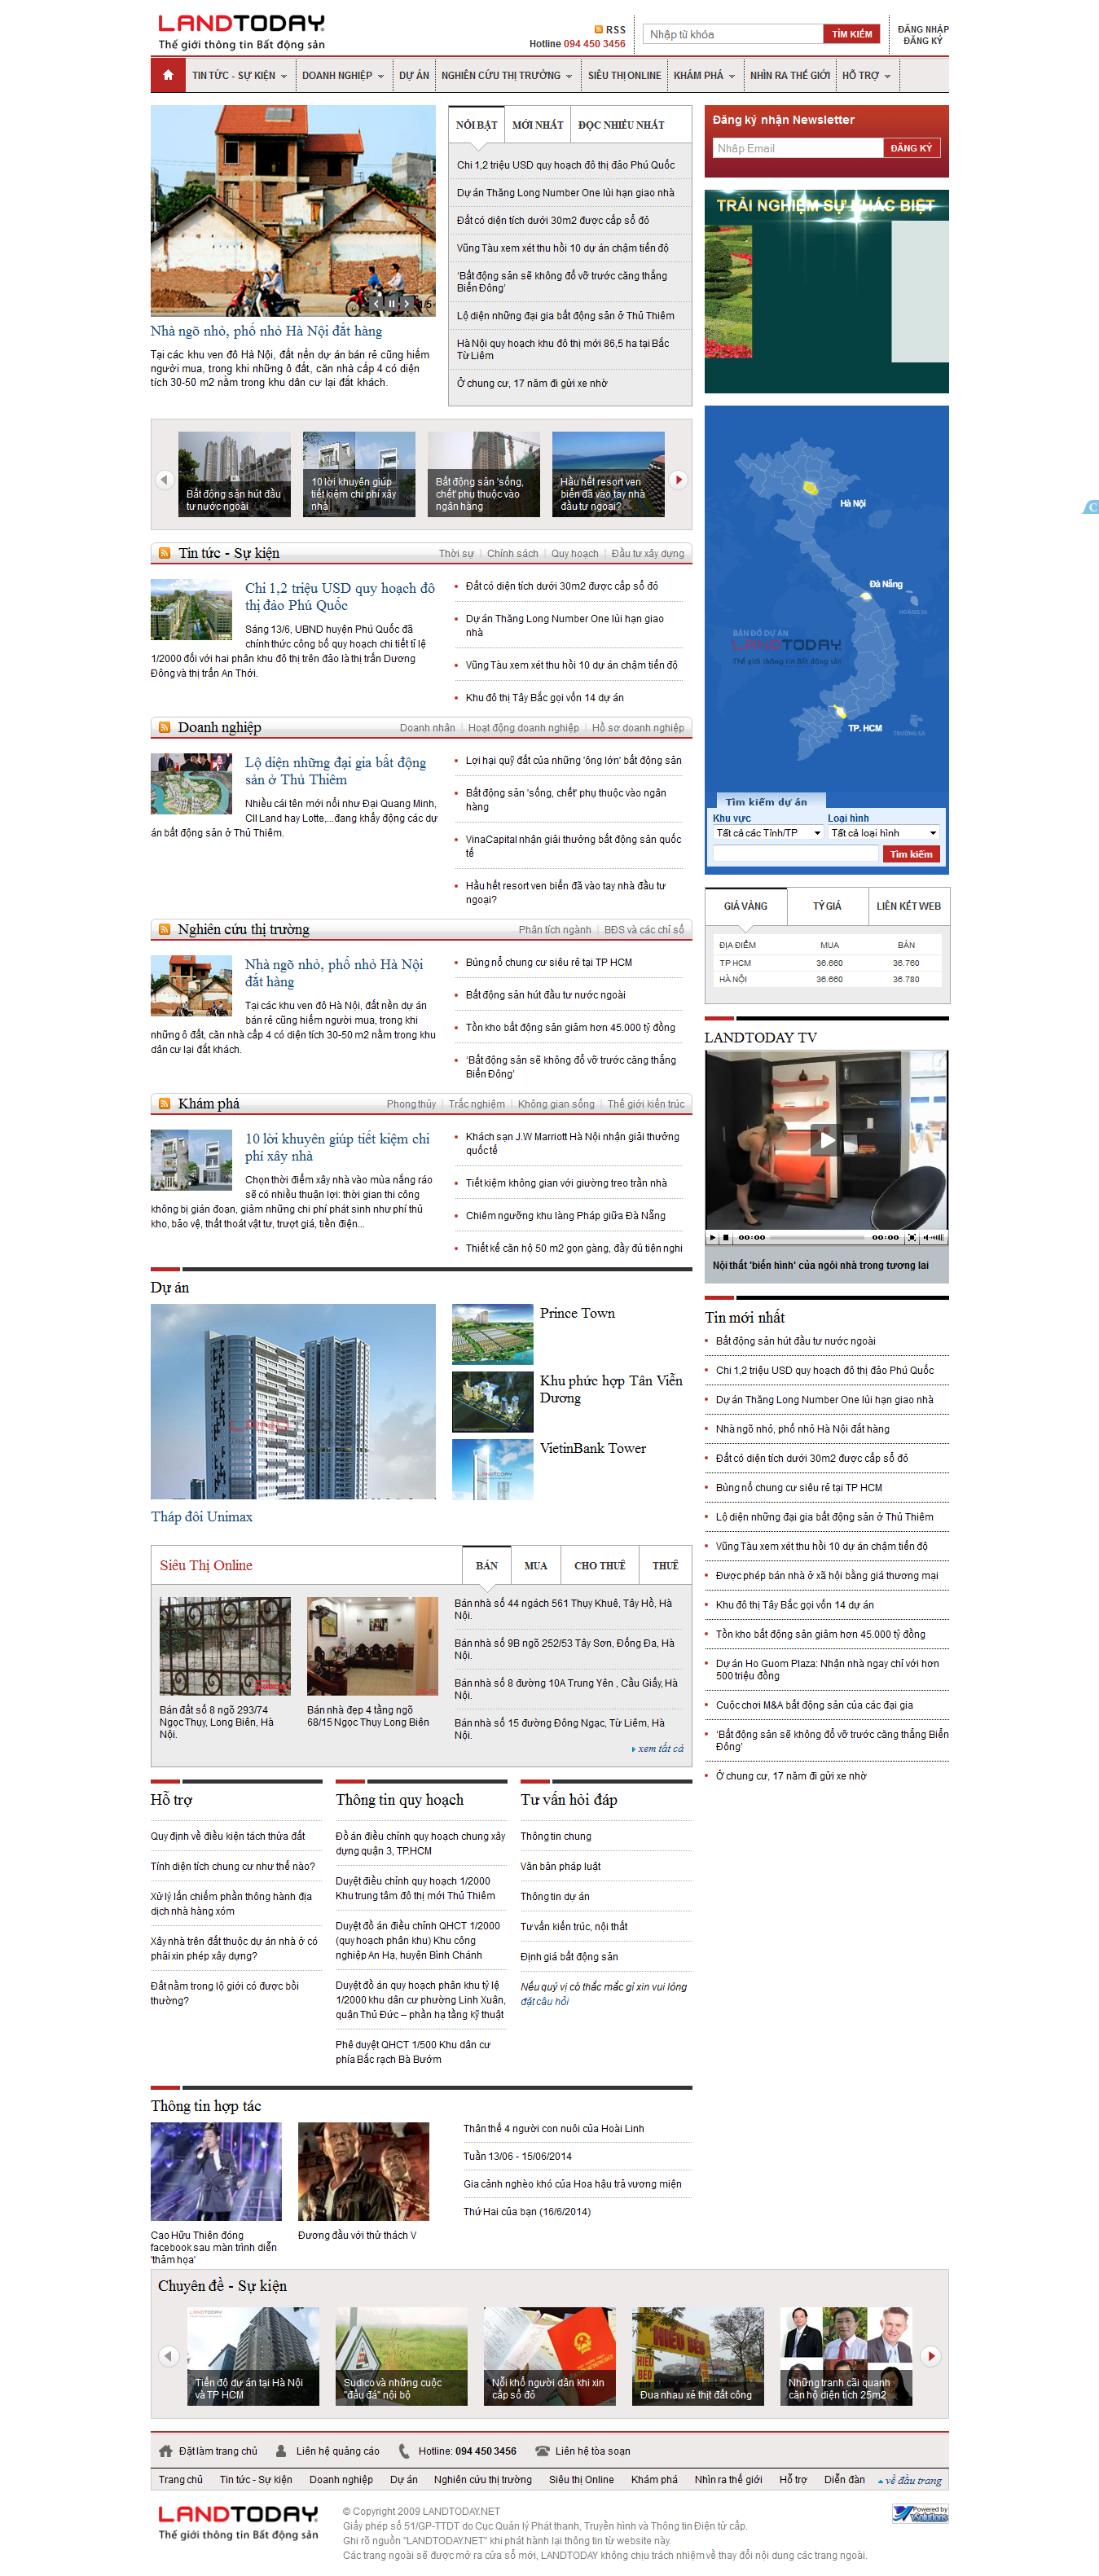 LANDTODAY
Thế giới thông tin Bất động sản
RSS
Hotline 094 450 3456
Nhập từ khóa
TÌM KIẾM
ĐĂNG NHẬP
ĐĂNG KÝ
TIN TỨC - SỰ KIỆN
DOANH NGHIỆP
DỰ ÁN
NGHIÊN CỨU THỊ TRƯỜNG
SIÊU THỊ ONLINE
KHÁM PHÁ
NHÌN RA THẾ GIỚI
HỖ TRỢ
1/5
Nhà ngõ nhỏ, phố nhỏ Hà Nội đắt hàng
Tại các khu ven đô Hà Nội, đất nền dự án bán rẻ cũng hiếm
người mua, trong khi những ô đất, căn nhà cấp 4 có diện
tích 30-50 m2 nằm trong khu dân cư lại đắt khách.
NỔI BẬT
MỚI NHẤT
ĐỌC NHIỀU NHẤT
Chi 1,2 triệu USD quy hoạch đô thị đảo Phú Quốc
Dự án Thăng Long Number One lùi hạn giao nhà
Đất có diện tích dưới 30m2 được cấp sổ đỏ
Vũng Tàu xem xét thu hồi 10 dự án chậm tiến độ
'Bất động sản sẽ không đổ vỡ trước căng thẳng
Biển Đông'
Lộ diện những đại gia bất động sản ở Thủ Thiêm
Hà Nội quy hoạch khu đô thị mới 86,5 ha tại Bắc
Từ Liêm
Ở chung cư, 17 năm đi gửi xe nhờ
Đăng ký nhận Newsletter
Nhập Email
ĐĂNG KÝ
TRẢI NGHIỆM SỰ KHÁC BIỆT
Bất động sản hút đầu
tư nước ngoài
10 lời khuyên giúp
tiết kiệm chi phí xây
nhà
Bất động sản 'sống,
chết' phụ thuộc vào
ngân hàng
Hầu hết resort ven
biển đã vào tay nhà
đầu tư ngoại?
Tin tức - Sự kiện
Thời sự
Chính sách
Quy hoạch
Đầu tư xây dựng
Chi 1,2 triệu USD quy hoạch đô
thị đảo Phú Quốc
Sáng 13/6, UBND huyện Phú Quốc đã
chính thức công bố quy hoạch chi tiết tỉ lệ
1/2000 đối với hai phân khu đô thị trên đảo là thị trấn Dương
Đông và thị trấn An Thới.
Đất có diện tích dưới 30m2 được cấp sổ đỏ
Dự án Thăng Long Number One lùi hạn giao
nhà
Vũng Tàu xem xét thu hồi 10 dự án chậm tiến độ
Khu đô thị Tây Bắc gọi vốn 14 dự án
Doanh nghiệp
Doanh nhân
Hoạt động doanh nghiệp
Hồ sơ doanh nghiệp
Lộ diện những đại gia bất động
sản ở Thủ Thiêm
Nhiều cái tên mới nổi như Đại Quang Minh,
CII Land hay Lotte,...đang khẩy động các dự
án bất động sản ở Thủ Thiêm.
Lợi hại quỹ đất của những 'ông lớn' bất động sản
Bất động sản 'sống, chết' phụ thuộc vào ngân
hàng
VinaCapital nhận giải thưởng bất động sản quốc
tế
Hầu hết resort ven biển đã vào tay nhà đầu tư
ngoại?
Nghiên cứu thị trường
Phân tích ngành
BĐS và các chỉ số
Nhà ngõ nhỏ, phố nhỏ Hà Nội
đắt hàng
Tại các khu ven đô Hà Nội, đất nền dự án
bán rẻ cũng hiếm người mua, trong khi
những ô đất, căn nhà cấp 4 có diện tích 30-50 m2 nằm trong khu
dân cư lại đắt khách.
Bùng nổ chung cư siêu rẻ tại TP HCM
Bất động sản hút đầu tư nước ngoài
Tồn kho bất động sản giảm hơn 45.000 tỷ đồng
'Bất động sản sẽ không đổ vỡ trước căng thẳng
Biển Đông'
Khám phá
Phong thủy
Trắc nghiệm
Không gian sống
Thế giới kiến trúc
10 lời khuyên giúp tiết kiệm chi
phí xây nhà
Chọn thời điểm xây nhà vào mùa nắng ráo
sẽ có nhiều thuận lợi: thời gian thi công
không bị gián đoạn, giảm những chi phí phát sinh như phí thủ
kho, bảo vệ, thất thoát vật tư, trượt giá, tiền điện...
Khách sạn J.W Marriott Hà Nội nhận giải thưởng
quốc tế
Tiết kiệm không gian với giường treo trần nhà
Chiêm ngưỡng khu làng Pháp giữa Đà Nẵng
Thiết kế căn hộ 50 m2 gọn gàng, đầy đủ tiện nghi
Hà Nội
Đà Nẵng
HOÀNG SA
BẢN ĐỒ DỰ ÁN
LANDTODAY
Thế giới thông tin Bất động sản
TP. HCM
TRƯỜNG SA
Tìm kiếm dự án
Khu vực
Loại hình
Tất cả các Tỉnh/TP
Tất cả loại hình
Tìm kiếm
GIÁ VÀNG
TỶ GIÁ
LIÊN KẾT WEB
ĐỊA ĐIỂM MUA BÁN
TP HCM 36.660 36.760
HÀ NỘI 36.660 36.780
LANDTODAY TV
00:00
00:00
Nội thất 'biến hình' của ngôi nhà trong tương lai
Tin mới nhất
Bất động sản hút đầu tư nước ngoài
Chi 1,2 triệu USD quy hoạch đô thị đảo Phú Quốc
Dự án Thăng Long Number One lùi hạn giao nhà
Nhà ngõ nhỏ, phố nhỏ Hà Nội đắt hàng
Đất có diện tích dưới 30m2 được cấp sổ đỏ
Bùng nổ chung cư siêu rẻ tại TP HCM
Lộ diện những đại gia bất động sản ở Thủ Thiêm
Vũng Tàu xem xét thu hồi 10 dự án chậm tiến độ
Được phép bán nhà ở xã hội bằng giá thương mại
Khu đô thị Tây Bắc gọi vốn 14 dự án
Tồn kho bất động sản giảm hơn 45.000 tỷ đồng
Dự án Ho Guom Plaza: Nhận nhà ngay chỉ với hơn
500 triệu đồng
Cuộc chơi M&A bất động sản của các đại gia
'Bất động sản sẽ không đổ vỡ trước căng thẳng Biển
Đông'
Ở chung cư, 17 năm đi gửi xe nhờ
Dự án
LANDTODAY
Tháp đôi Unimax
Prince Town
Khu phức hợp Tân Viễn
Dương
VietinBank Tower
Siêu Thị Online
BÁN
MUA
CHO THUÊ
THUÊ
Bán đất số 8 ngõ 293/74
Ngọc Thụy, Long Biên, Hà
Nội.
Bán nhà đẹp 4 tầng ngõ
68/15 Ngọc Thụy Long Biên
Bán nhà số 44 ngách 561 Thụy Khuê, Tây Hồ, Hà
Nội.
Bán nhà số 9B ngõ 252/53 Tây Sơn, Đống Đa, Hà
Nội.
Bán nhà số 8 đường 10A Trung Yên , Cầu Giấy, Hà
Nội.
Bán nhà số 15 đường Đông Ngạc, Từ Liêm, Hà
Nội.
xem tất cả
Hỗ trợ
Quy định về điều kiện tách thửa đất
Tính diện tích chung cư như thế nào?
Xử lý lấn chiếm phần thông hành địa
dịch nhà hàng xóm
Xây nhà trên đất thuộc dự án nhà ở có
phải xin phép xây dựng?
Đất nằm trong lộ giới có được bồi
thường?
Thông tin quy hoạch
Đồ án điều chỉnh quy hoạch chung xây
dựng quận 3, TP.HCM
Duyệt điều chỉnh quy hoạch 1/2000
Khu trung tâm đô thị mới Thủ Thiêm
Duyệt đồ án điều chỉnh QHCT 1/2000
(quy hoạch phân khu) Khu công
nghiệp An Hạ, huyện Bình Chánh
Duyệt đồ án quy hoạch phân khu tỷ lệ
1/2000 khu dân cư phường Linh Xuân,
quận Thủ Đức – phần hạ tầng kỹ thuật
Phê duyệt QHCT 1/500 Khu dân cư
phía Bắc rạch Bà Bướm
Tư vấn hỏi đáp
Thông tin chung
Văn bản pháp luật
Thông tin dự án
Tư vấn kiến trúc, nội thất
Định giá bất động sản
Nếu quý vị có thắc mắc gì xin vui lòng
đặt câu hỏi
Thông tin hợp tác
Cao Hữu Thiên đóng
facebook sau màn trình diễn
'thảm họa'
Đương đầu với thử thách V
Thân thế 4 người con nuôi của Hoài Linh
Tuần 13/06 - 15/06/2014
Gia cảnh nghèo khó của Hoa hậu trả vương miện
Thứ Hai của bạn (16/6/2014)
Chuyên đề - Sự kiện
LANDTODAY
Tiến độ dự án tại Hà Nội
và TP HCM
Sudico và những cuộc
"đấu đá" nội bộ
Nỗi khổ người dân khi xin
cấp sổ đỏ
HIẾU BÉO
Đua nhau xẻ thịt đất công
Những tranh cãi quanh
căn hộ diện tích 25m2
Đặt làm trang chủ
Liên hệ quảng cáo
Hotline: 094 450 3456
Liên hệ tòa soạn
Trang chủ
Tin tức - Sự kiện
Doanh nghiệp
Dự án
Nghiên cứu thị trường
Siêu thị Online
Khám phá
Nhìn ra thế giới
Hỗ trợ
Diễn đàn
về đầu trang
LANDTODAY
Thế giới thông tin Bất động sản
© Copyright 2009 LANDTODAY.NET
Giấy phép số 51/GP-TTDT do Cục Quản lý Phát thanh, Truyền hình và Thông tin Điện tử cấp.
Ghi rõ nguồn "LANDTODAY.NET" khi phát hành lại thông tin từ website này.
Các trang ngoài sẽ được mở ra cửa sổ mới, LANDTODAY không chịu trách nhiệm về thay đổi nội dung các trang ngoài.
Powered by
vSolutions